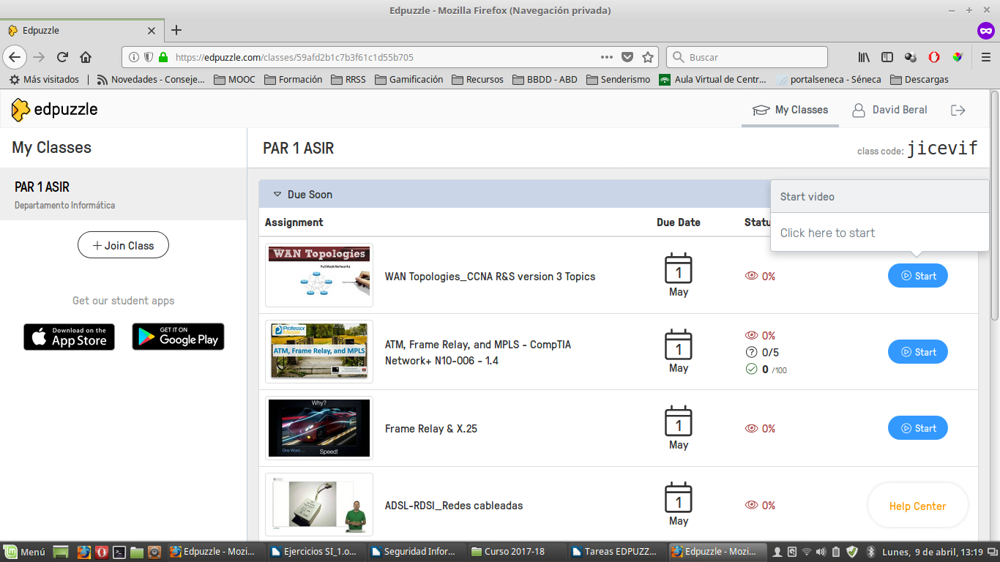 Edpuzzle - Mozilla Firefox (Navegación privada)
Edpuzzle
https://edpuzzle.com/classes/59afd2b1c7b3f61c1d55b705
Buscar
Más visitados
Novedades - Conseje...
MOOC
Formación
RRSS
Gamificación
Recursos
BBDD - ABD
Senderismo
Aula Virtual de Centr...
portalseneca - Séneca
Descargas
edpuzzle
My Classes
David Beral
My Classes
PAR 1 ASIR
class code: jicevif
PAR 1 ASIR
Departamento Informática
Join Class
Get our student apps
Download on the
App Store
GET IT ON
Google Play
Due Soon
Start video
Click here to start
Assignment
Due Date
Statu
WAN Topologies
Full Mesh Networks
WAN Topologies_CCNA R&S version 3 Topics
1
May
0%
Start
Professor
ATM, Frame Relay, and MPLS
ATM, Frame Relay, and MPLS - CompTIA
Network+ N10-006 - 1.4
1
May
0%
0/5
0 /100
Start
Why?
One Word.....
Speed!
Frame Relay & X.25
1
May
0%
Start
ADSL-RDSI_Redes cableadas
1
May
0%
Help Center
Menú
Edpuzzle - Mozi...
Ejercicios SI_1.o...
Seguridad Infor...
Curso 2017-18
Tareas EDPUZZ...
Edpuzzle - Mozi...
Lunes, 9 de abril, 13:19